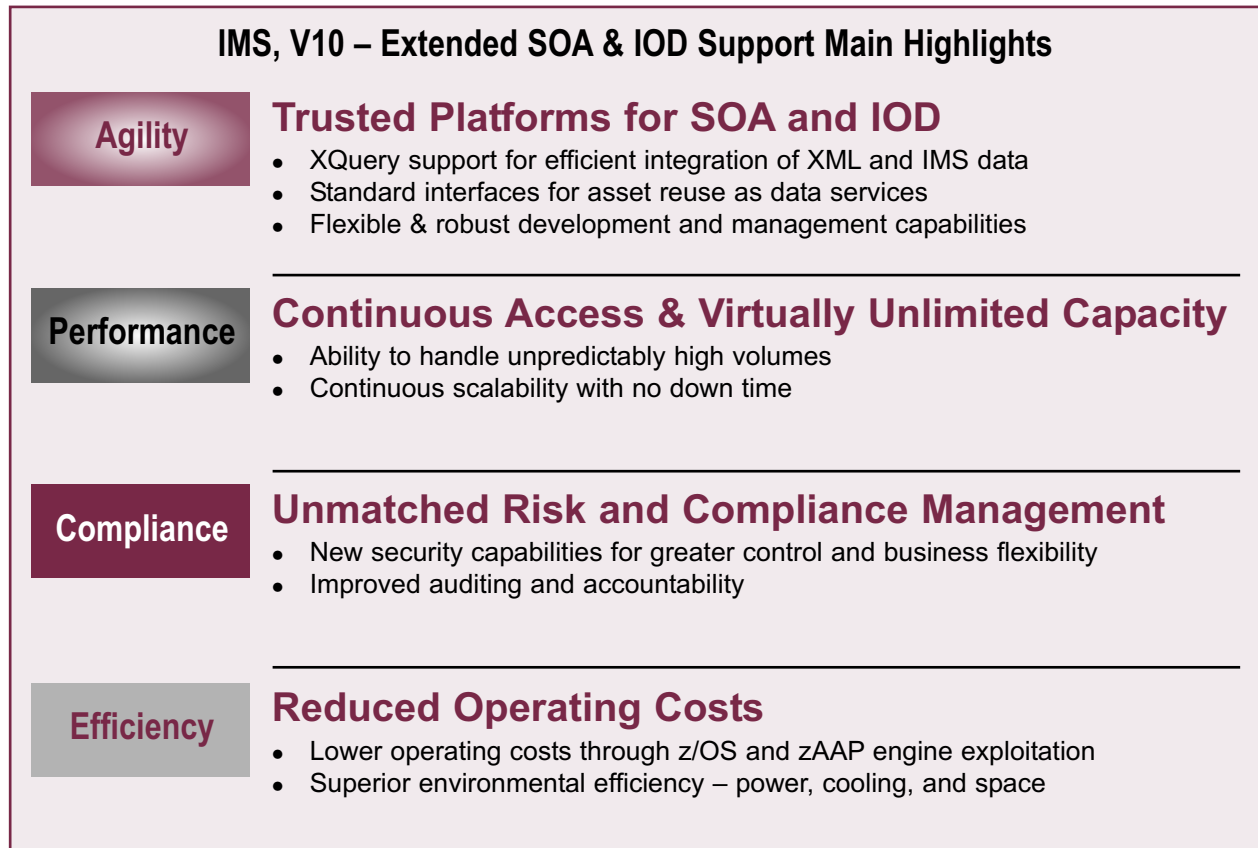 IMS, V10 – Extended SOA & IOD Support Main Highlights
Agility
Trusted Platforms for SOA and IOD
• XQuery support for efficient integration of XML and IMS data
• Standard interfaces for asset reuse as data services
• Flexible & robust development and management capabilities
Performance
Continuous Access & Virtually Unlimited Capacity
• Ability to handle unpredictably high volumes
• Continuous scalability with no down time
Compliance
Unmatched Risk and Compliance Management
• New security capabilities for greater control and business flexibility
• Improved auditing and accountability
Efficiency
Reduced Operating Costs
• Lower operating costs through z/OS and zAAP engine exploitation
• Superior environmental efficiency – power, cooling, and space